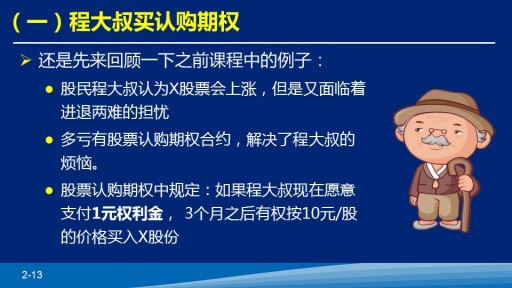 （一）程大叔买认购期权
还是先来回顾一下之前课程中的例子：
股民程大叔认为X股票会上涨，但是又面临着
进退两难的担忧
多亏有股票认购期权合约，解决了程大叔的
烦恼。
股票认购期权中规定：如果程大叔现在愿意
支付1元权利金， 3个月之后有权按10元/股
的价格买入X股份
2-13